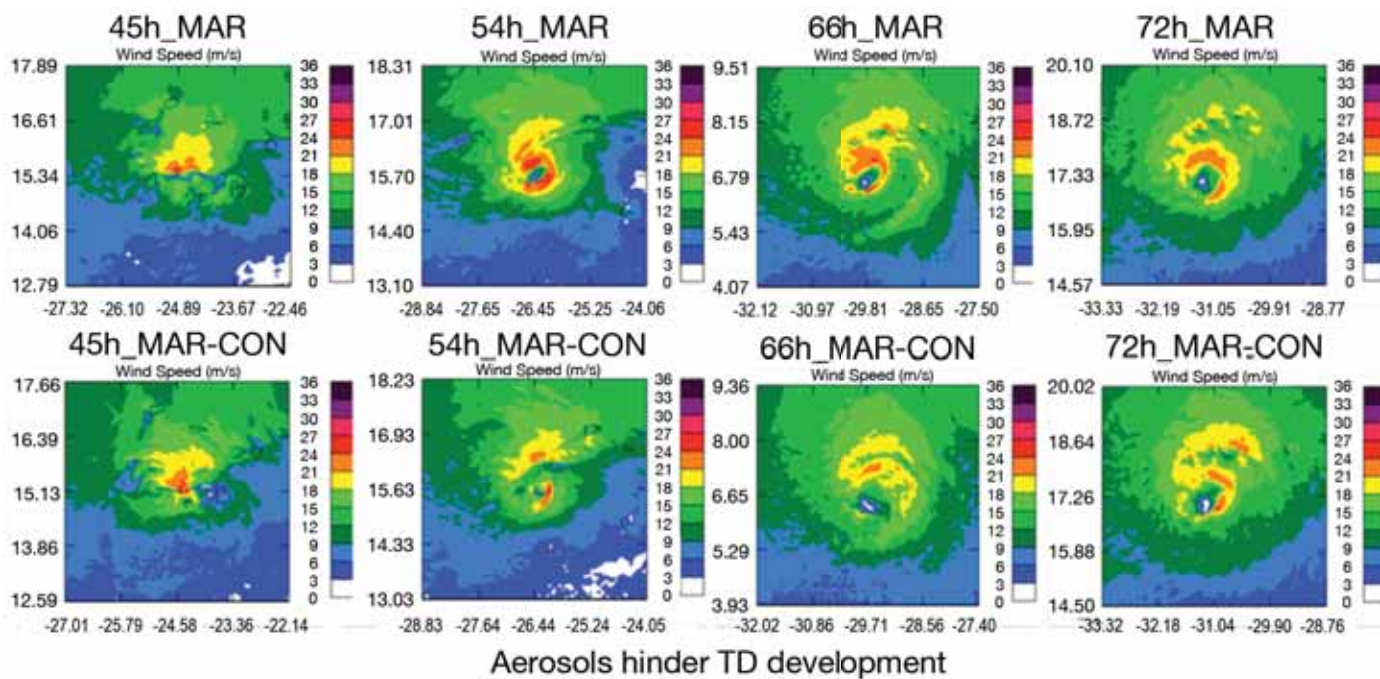 45h_MAR 54h_MAR 66h_MAR 72h_MAR
Wind Speed (m/s) Wind Speed (m/s) Wind Speed (m/s) Wind Speed (m/s)
17.89 36 18.31 36 9.51 36 20.10 36
33 33 33 33
30 30 30 30
16.61 27 17.01 27 8.15 27 18.72 27
24 24 24 24
21 21 21 21
15.34 18 15.70 18 6.79 18 17.33 18
15 15 15 15
12 12 12 12
14.06 9 14.40 9 5.43 9 15.95 9
6 6 6 6
3 3 3 3
12.79 0 13.10 0 4.07 0 14.57 0
-27.32 -26.10 -24.89 -23.67 -22.46 -28.84 -27.65 -26.45 -25.25 -24.06 -32.12 -30.97 -29.81 -28.65 -27.50 -33.33 -32.19 -31.05 -29.91 -28.77
45h_MAR-CON 54h_MAR-CON 66h_MAR-CON 72h_MAR-CON
Wind Speed (m/s) Wind Speed (m/s) Wind Speed (m/s) Wind Speed (m/s)
17.66 36 18.23 36 9.36 36 20.02 36
33 33 33 33
30 30 30 30
16.39 27 16.93 27 8.00 27 18.64 27
24 24 24 24
21 21 21 21
15.13 18 15.63 18 6.65 18 17.26 18
15 15 15 15
12 12 12 12
13.86 9 14.33 9 5.29 9 15.88 9
6 6 6 6
3 3 3 3
12.59 0 13.03 0 3.93 0 14.50 0
-27.01 -25.79 -24.58 -23.36 -22.14 -28.83 -27.64 -26.44 -25.24 -24.05 -32.02 -30.86 -29.71 -28.56 -27.40 -33.32 -32.18 -31.04 -29.90 -28.76
Aerosols hinder TD development